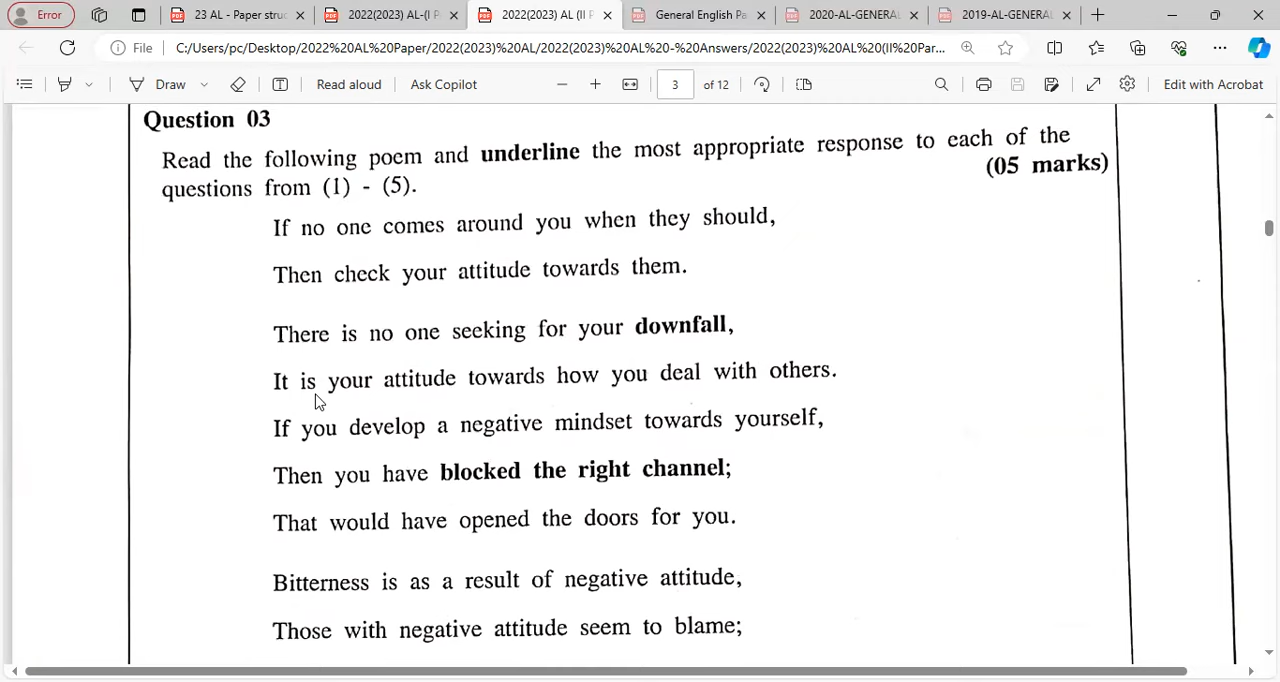 Error
23 AL - Paper struc
2022(2023) AL-(I P
2022(2023) AL (II P
General English Pa
2020-AL-GENERAL
2019-AL-GENERAL
File
C:/Users/pc/Desktop/2022%20AL%20Paper/2022(2023)%20AL/2022(2023)%20AL%20-%20Answers/2022(2023)%20AL%20(II%20Par...
Draw
Read aloud
Ask Copilot
3 of 12
Edit with Acrobat
Question 03
Read the following poem and underline the most appropriate response to each of the
questions from (1) - (5).
(05 marks)
If no one comes around you when they should,
Then check your attitude towards them.
There is no one seeking for your downfall,
It is your attitude towards how you deal with others.
If you develop a negative mindset towards yourself,
Then you have blocked the right channel;
That would have opened the doors for you.
Bitterness is as a result of negative attitude,
Those with negative attitude seem to blame;